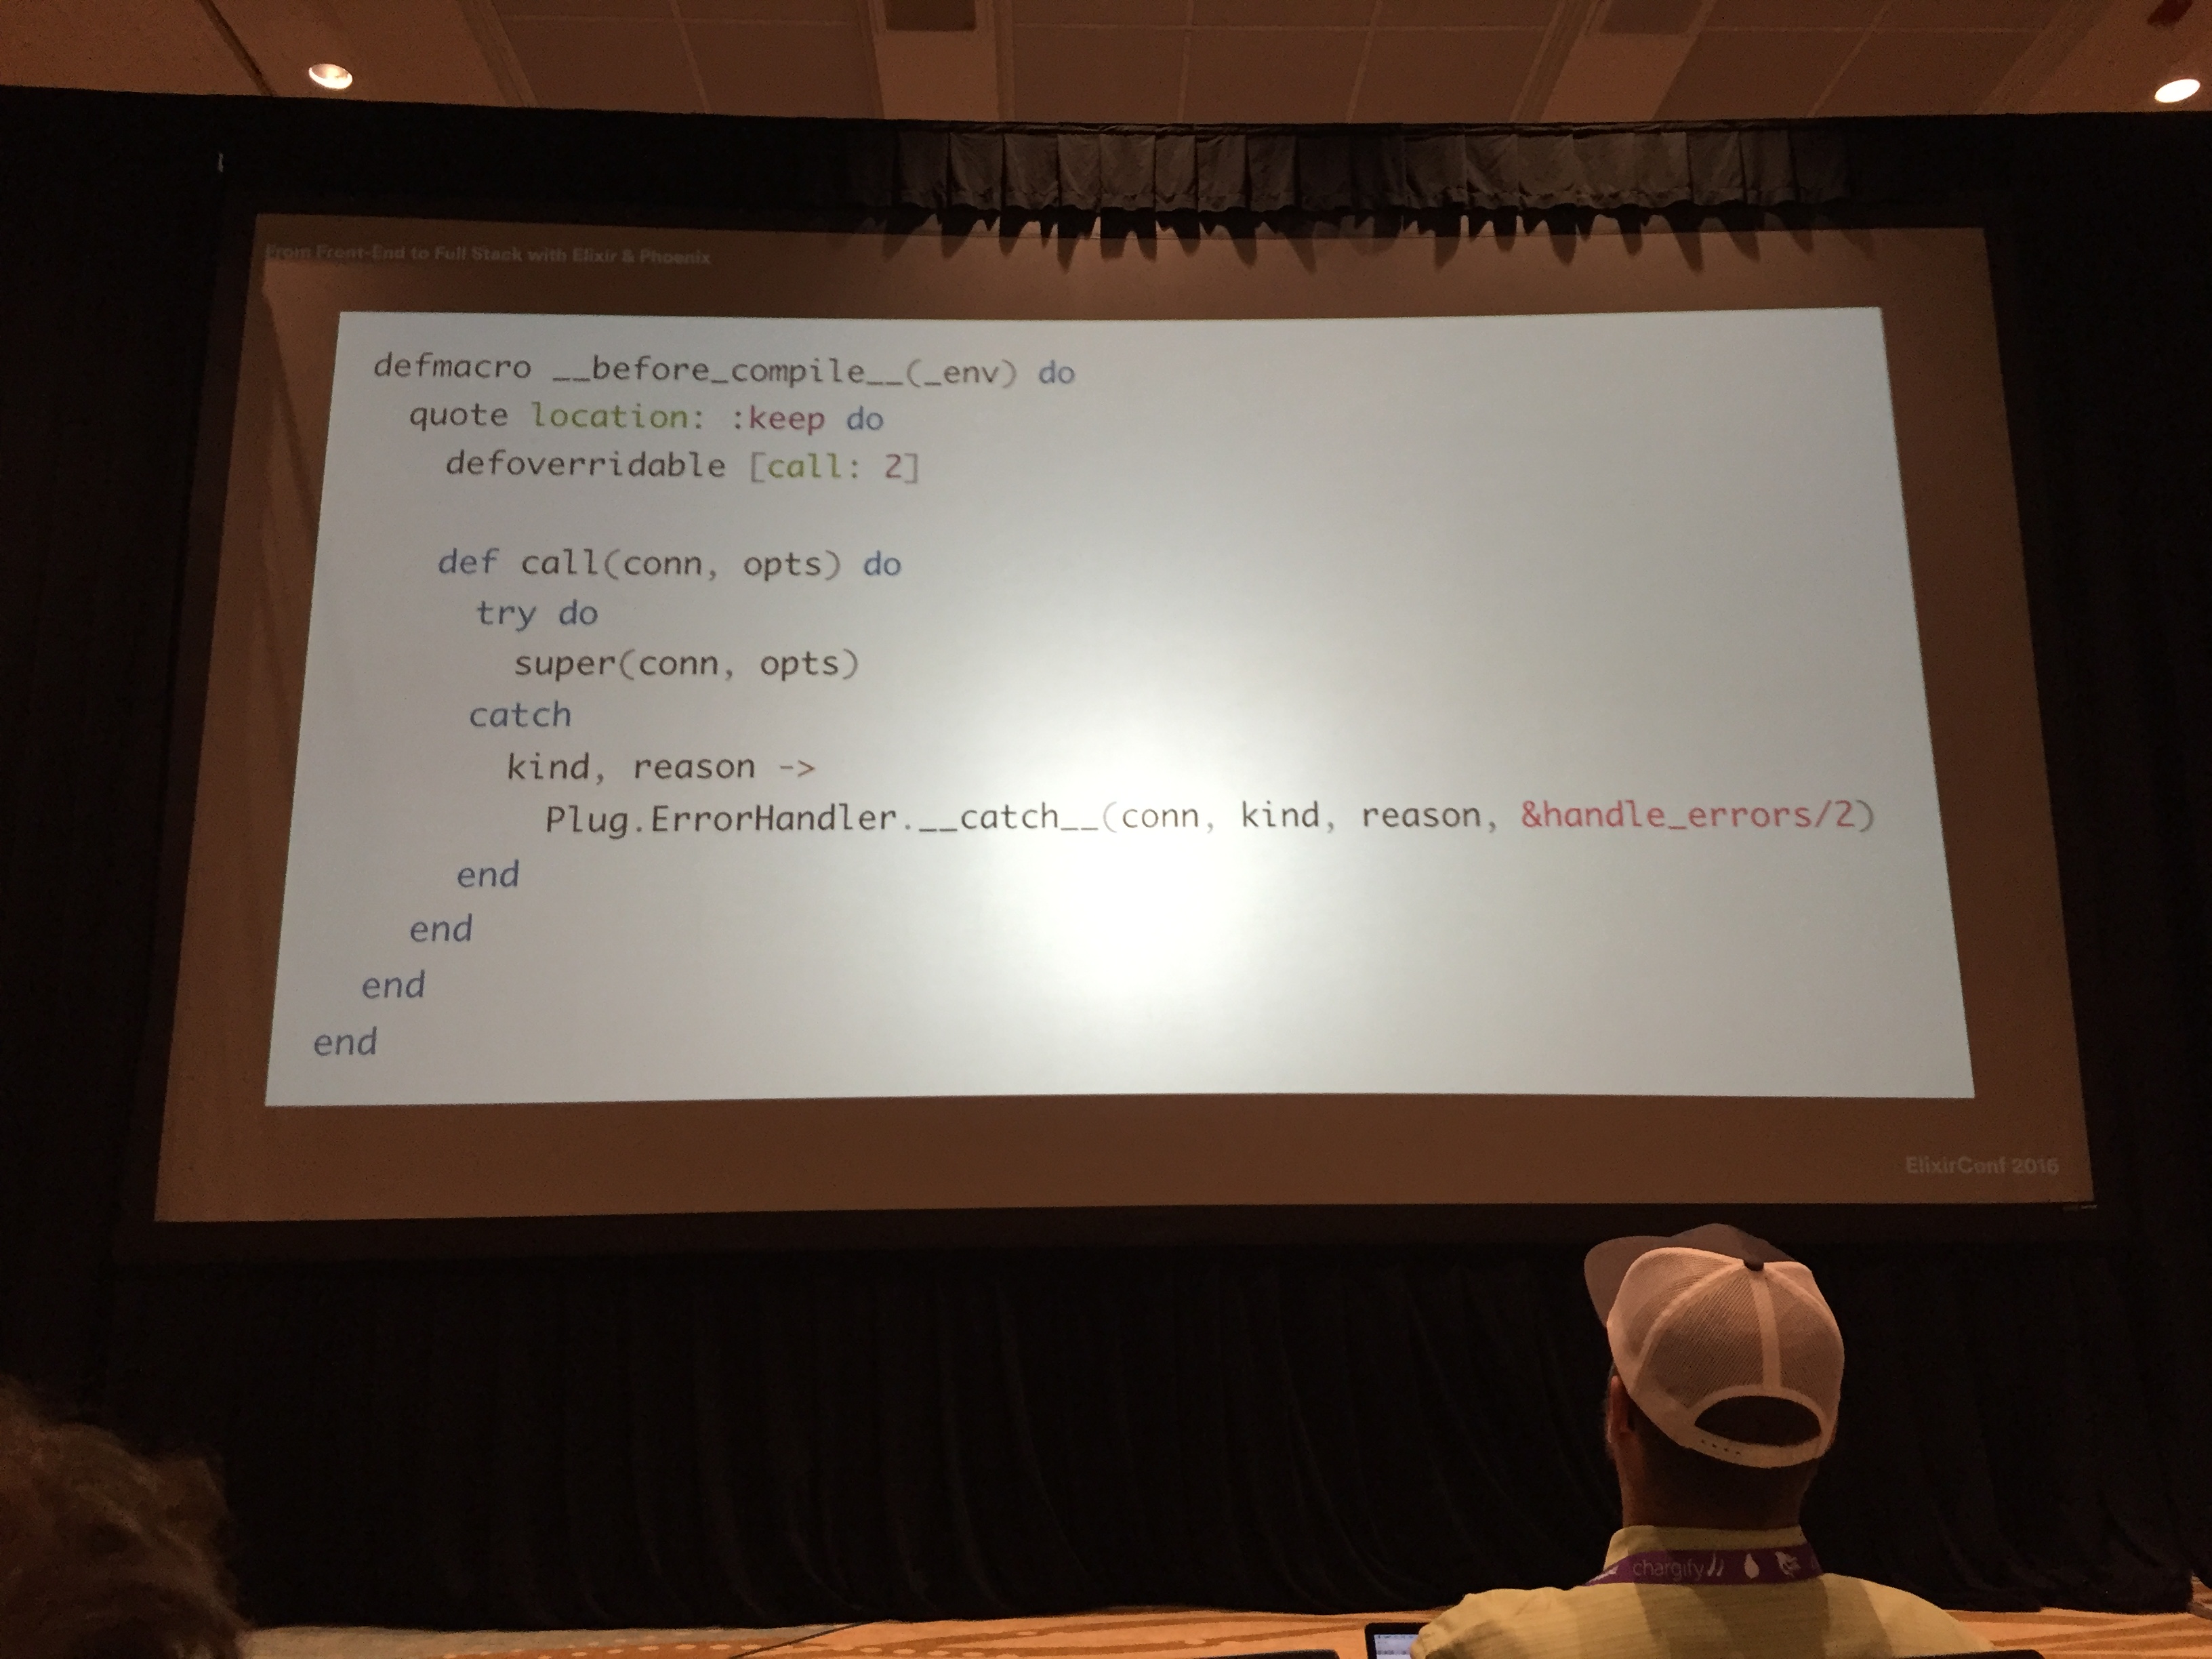 From Front-End to Full Stack with Elixir & Phoenix
defmacro __before_compile__(_env) do
quote location: :keep do
defoverridable [call: 2]
def call(conn, opts) do
try do
super(conn, opts)
catch
kind, reason ->
Plug.ErrorHandler.__catch__(conn, kind, reason, &handle_errors/2)
end
end
end
end
ElixirConf 2016
chargify